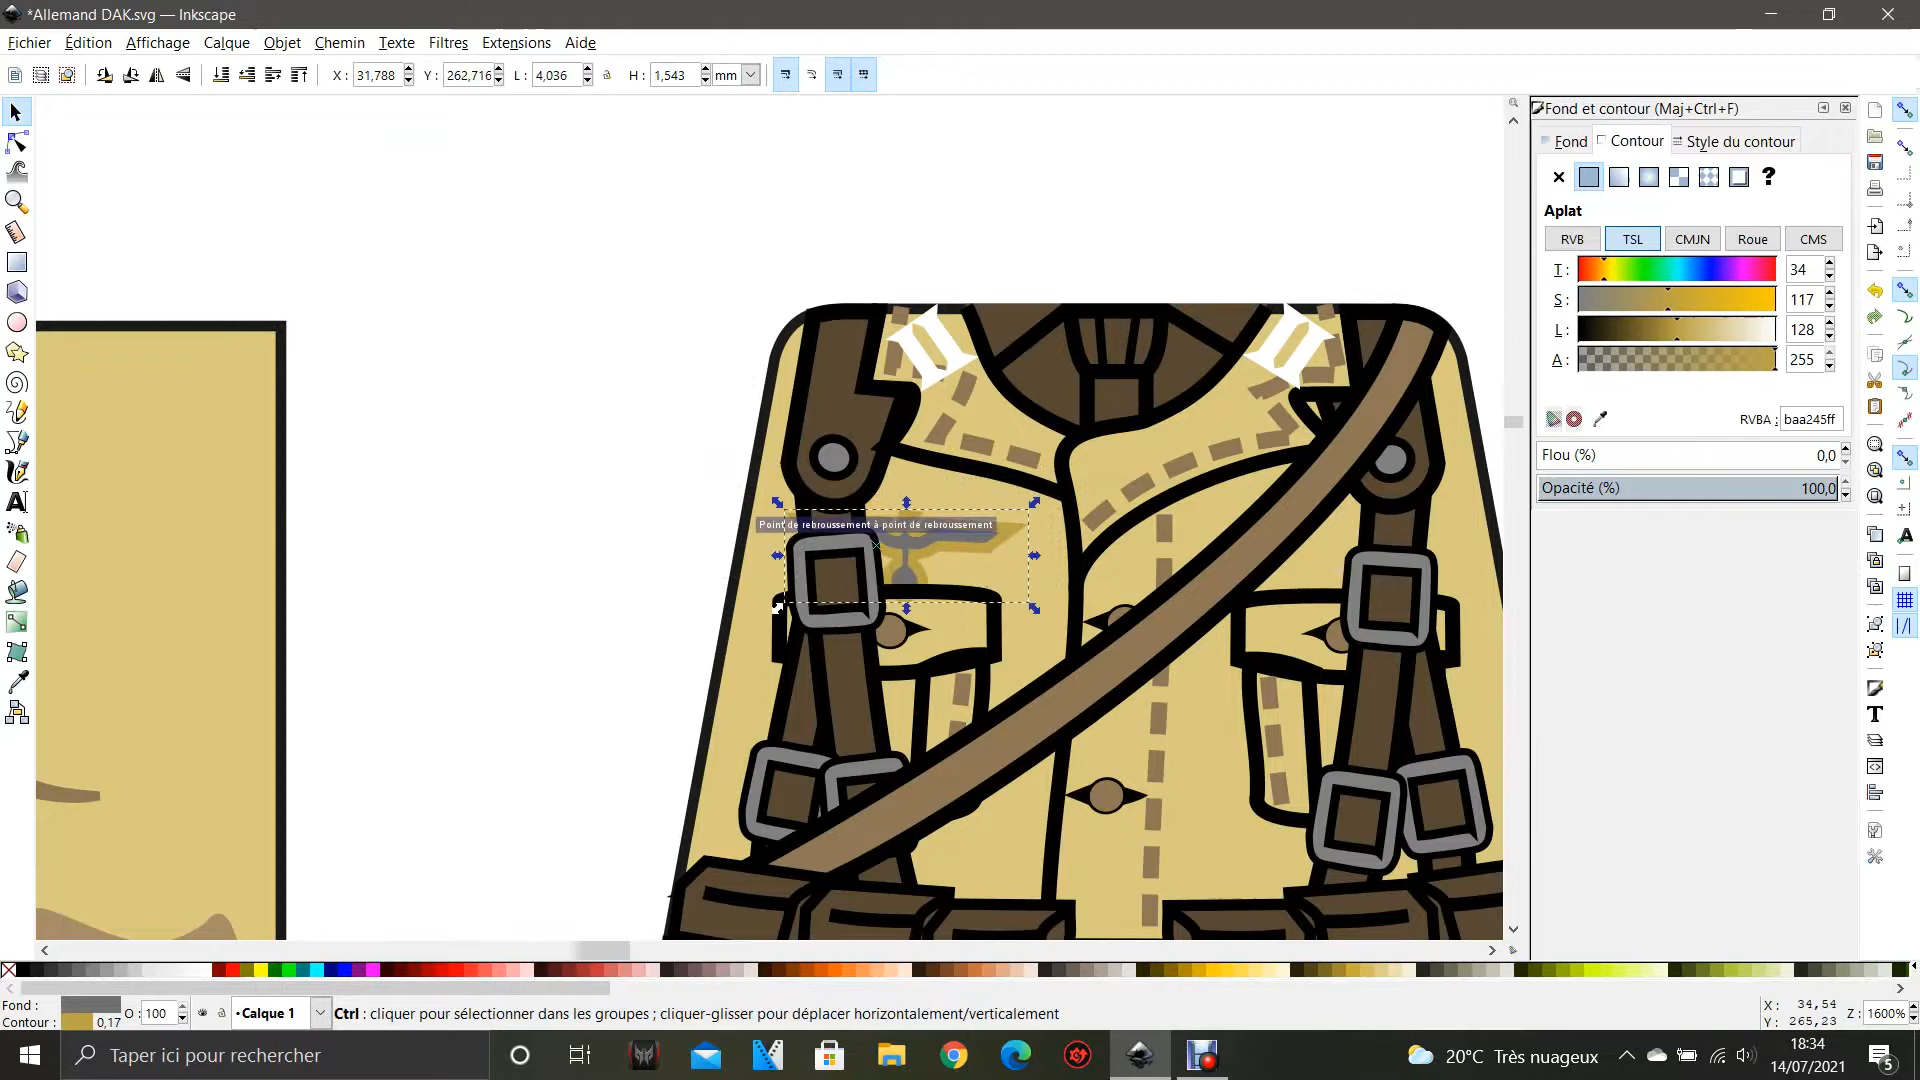 *Allemand DAK.svg — Inkscape
Fichier Édition Affichage Calque Objet Chemin Texte Filtres Extensions Aide
X : 31,788 Y : 262,716 L : 4,036 H : 1,543 mm
Fond et contour (Maj+Ctrl+F)
Fond Contour Style du contour
?
Aplat
RVB TSL CMJN Roue CMS
T : 34
S : 117
L : 128
A : 255
RVBA : baa245ff
Flou (%) 0,0
Opacité (%) 100,0
Point de rebroussement à point de rebroussement
Fond :
Contour : 0,17
O : 100
•Calque 1
Ctrl : cliquer pour sélectionner dans les groupes ; cliquer-glisser pour déplacer horizontalement/verticalement
X : 34,54
Y : 265,23
Z : 1600%
Taper ici pour rechercher
20°C Très nuageux
18:34
14/07/2021
5